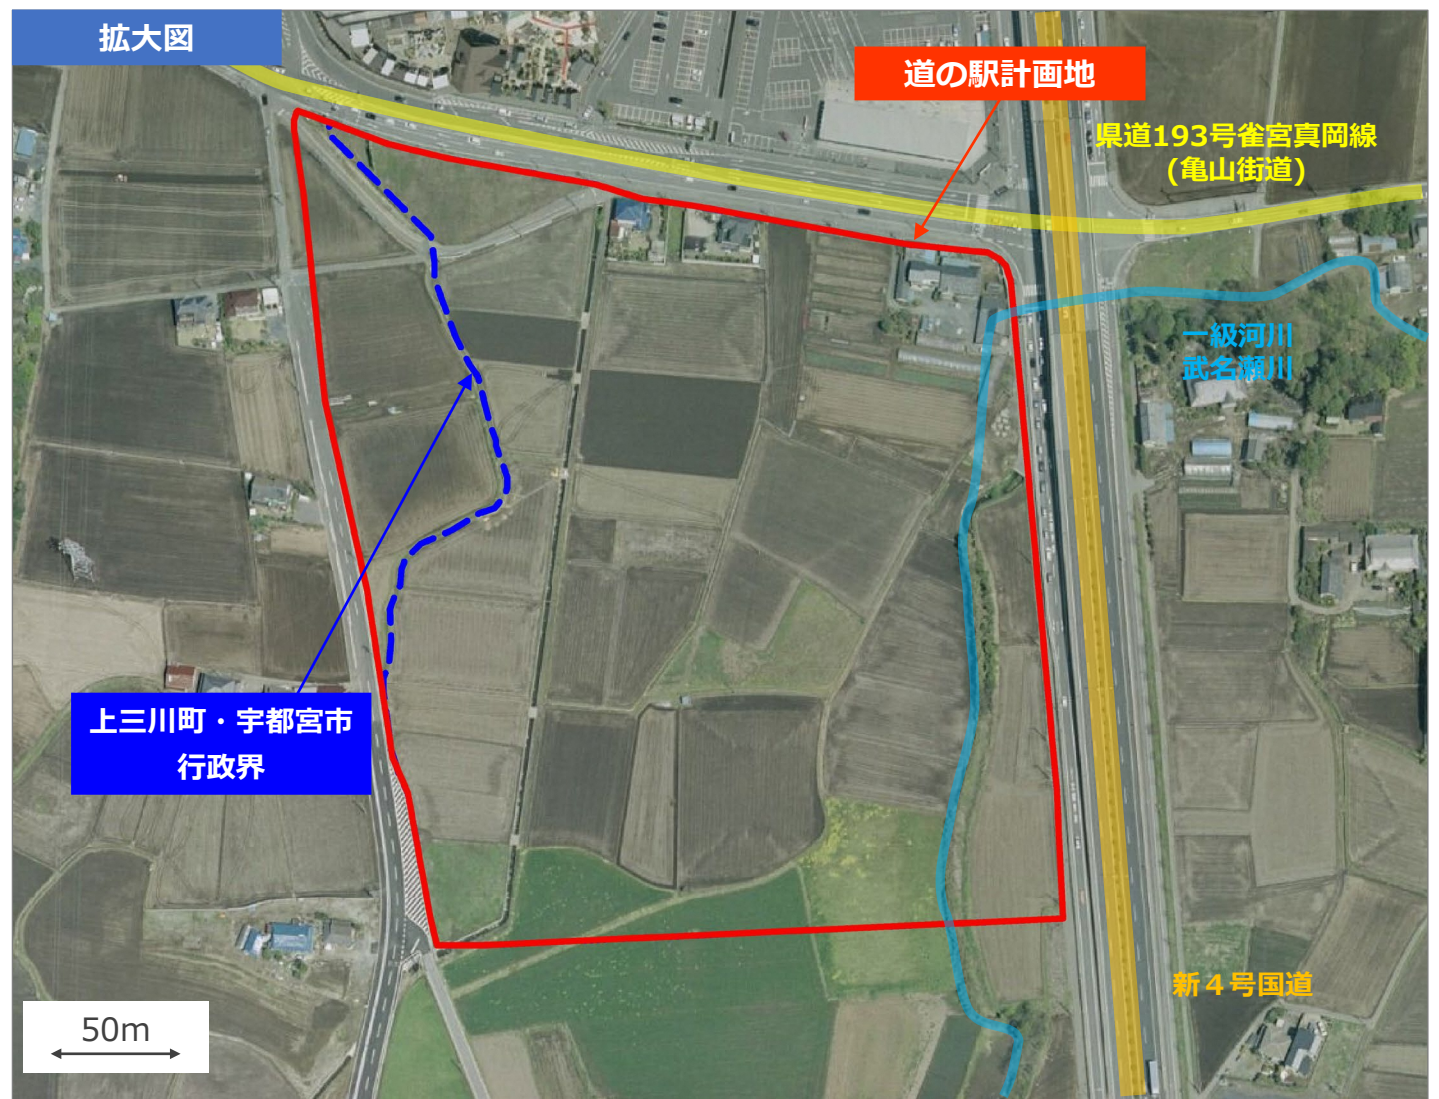 拡大図
道の駅計画地
県道193号雀宮真岡線
(亀山街道)
一級河川
武名瀬川
上三川町・宇都宮市
行政界
新４号国道
50m